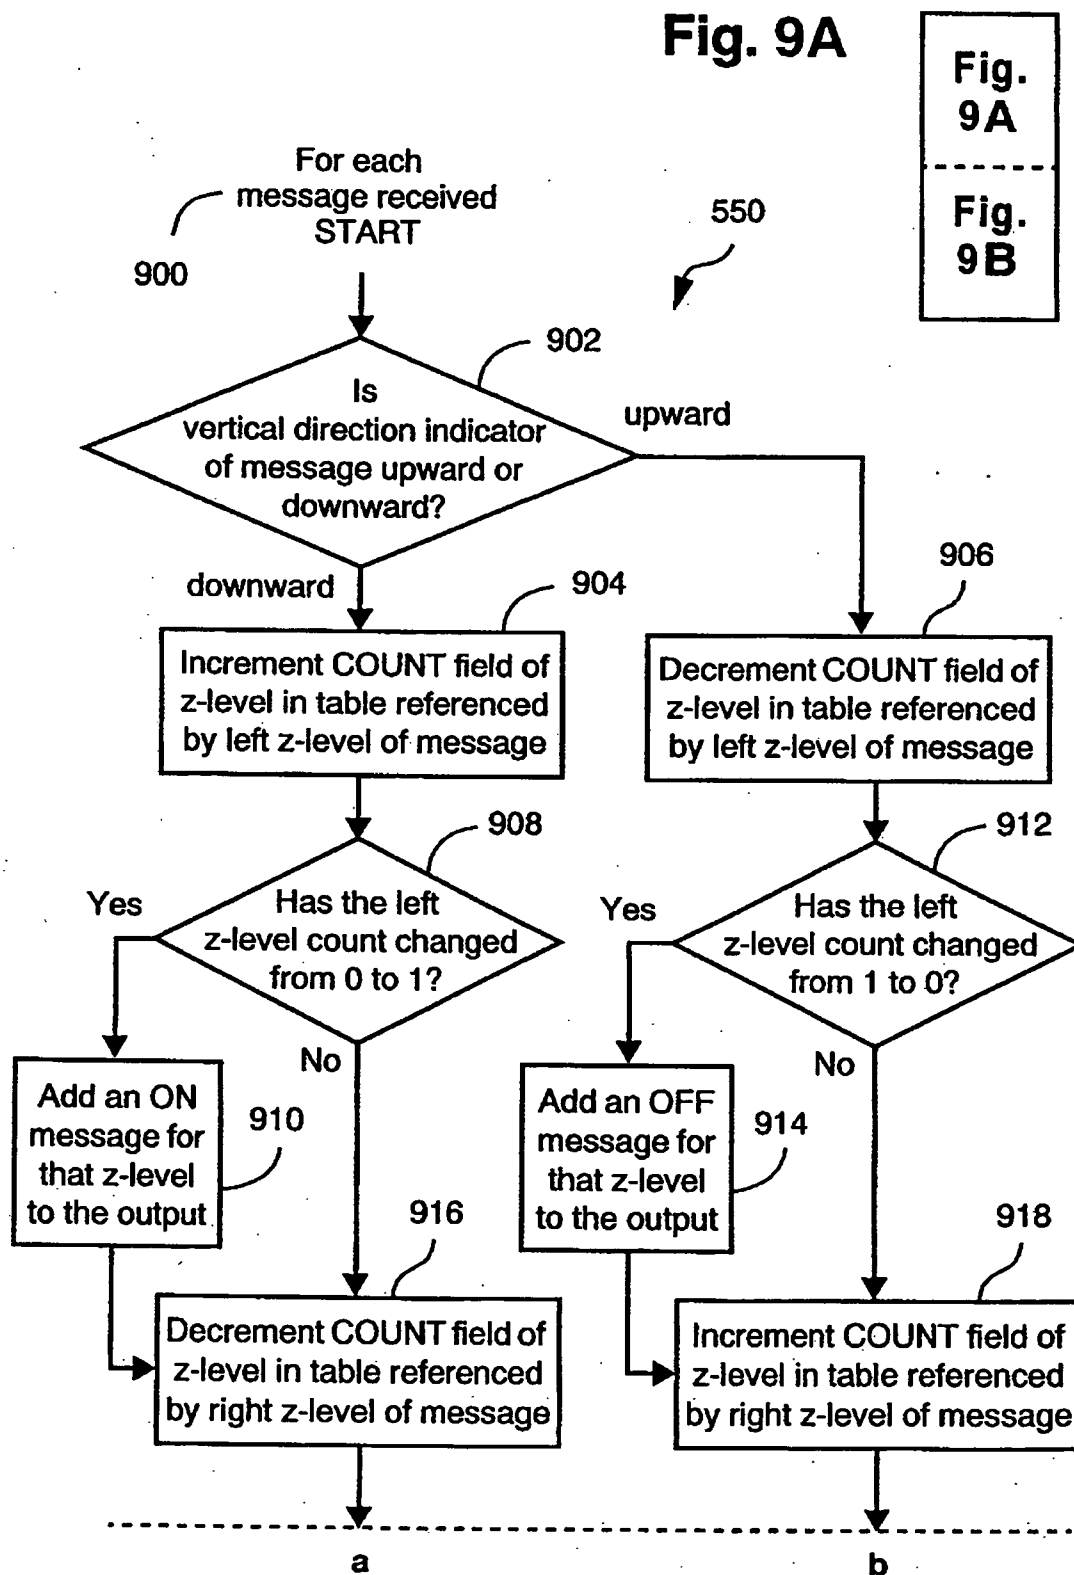 Fig. 9A
Fig.
9A
Fig.
9B
For each
message received
START
900
550
902
Is
vertical direction indicator
of message upward or
downward?
upward
downward
904
906
Increment COUNT field of
z-level in table referenced
by left z-level of message
Decrement COUNT field of
z-level in table referenced
by left z-level of message
908
912
Yes
Has the left
z-level count changed
from 0 to 1?
No
Yes
Has the left
z-level count changed
from 1 to 0?
No
Add an ON
message for
that z-level
to the output
910
Add an OFF
message for
that z-level
to the output
914
916
918
Decrement COUNT field of
z-level in table referenced
by right z-level of message
Increment COUNT field of
z-level in table referenced
by right z-level of message
a
b